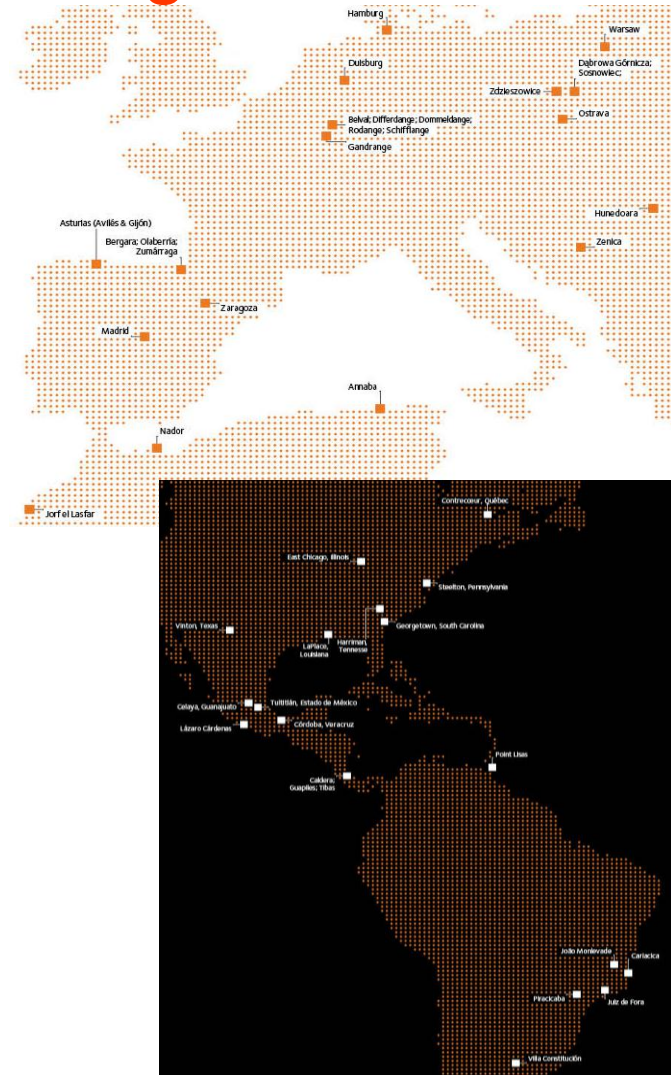 Hamburg
Warsaw
Duisburg
Dąbrowa Górnicza;
Sosnowiec;
Zdzieszowice
Ostrava
Belval; Differdange; Dommeldange;
Rodange; Schifflange
Gandrange
Hunedoara
Zenica
Asturias (Avilés & Gijón)
Bergara; Olaberría;
Zumárraga
Zaragoza
Madrid
Annaba
Nador
Jorf el Lasfar
Contrecœur, Québec
East Chicago, Illinois
Steelton, Pennsylvania
Vinton, Texas
Georgetown, South Carolina
LaPlace,
Louisiana
Harriman,
Tennesse
Celaya, Guanajuato
Tultitlán, Estado de México
Lázaro Cárdenas
Córdoba, Veracruz
Point Lisas
Caldera;
Guapiles; Tibas
João Monlevade
Cariacica
Piracicaba
Juiz de Fora
Villa Constitución